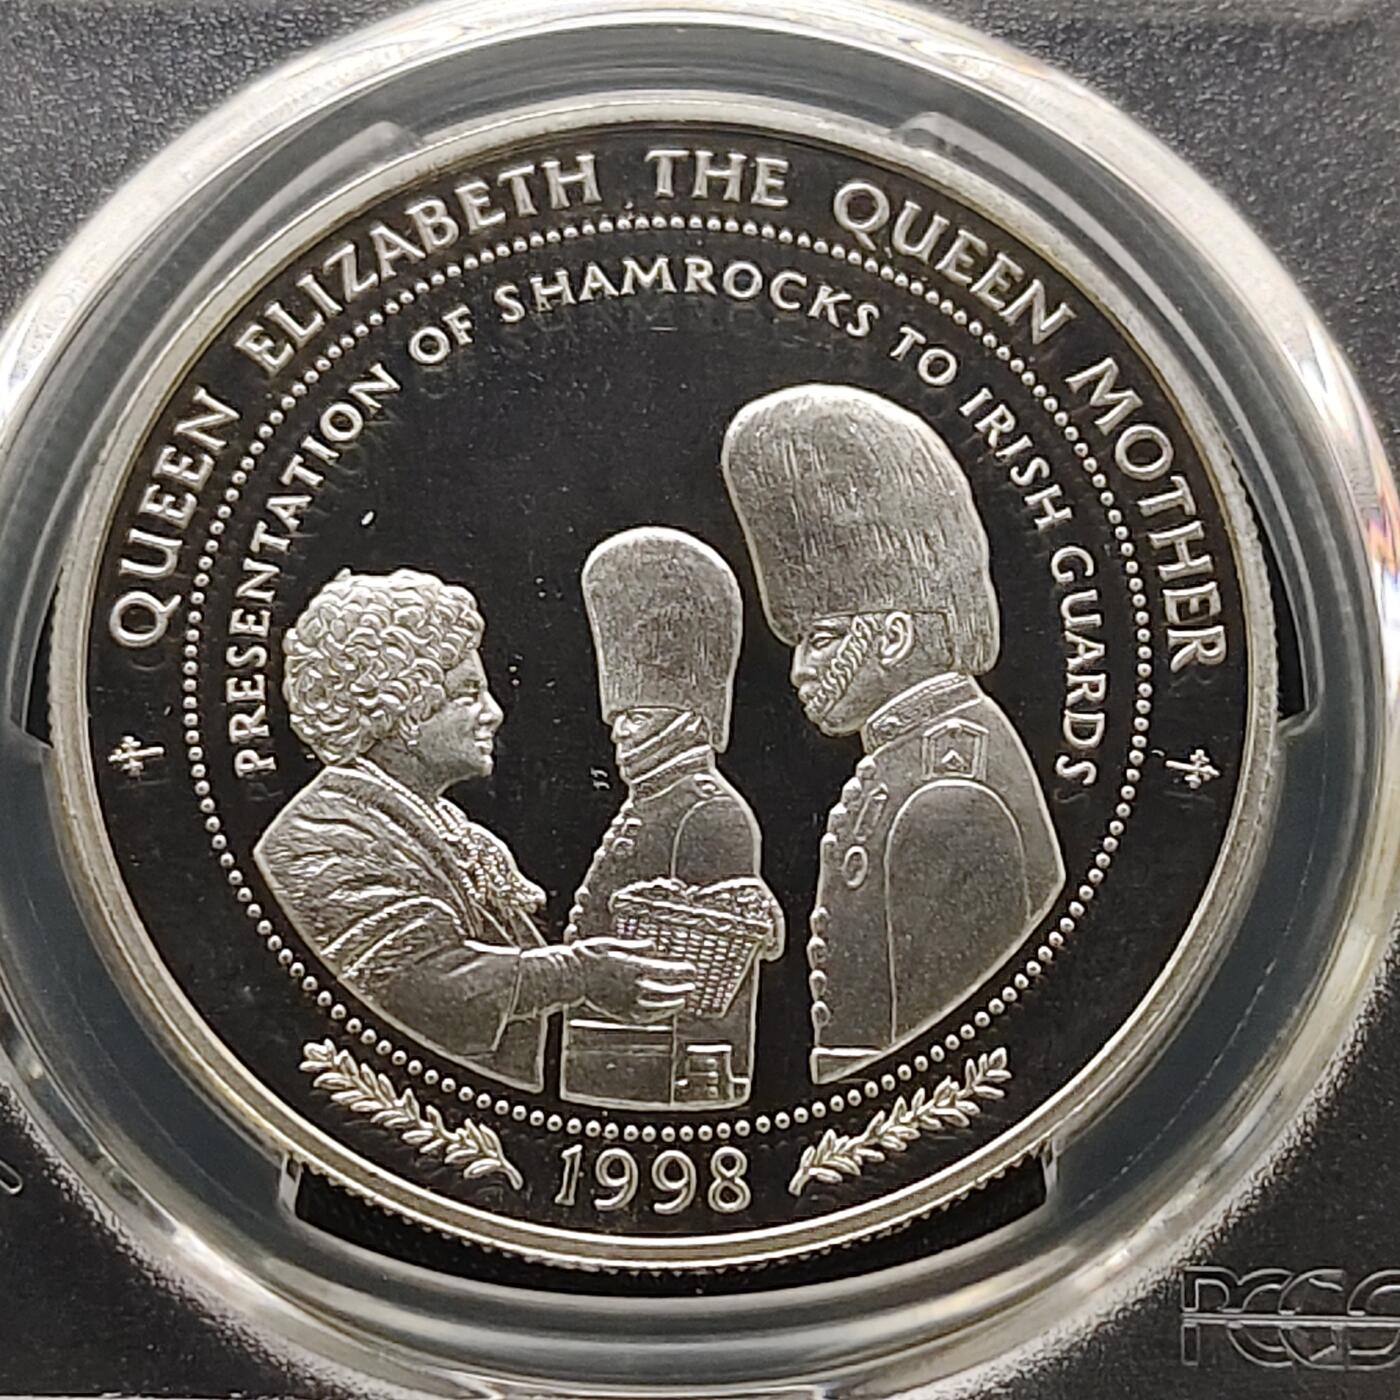 QUEEN ELIZABETH THE QUEEN MOTHER
PRESENTATION OF SHAMROCKS TO IRISH GUARDS
1998
PCGS